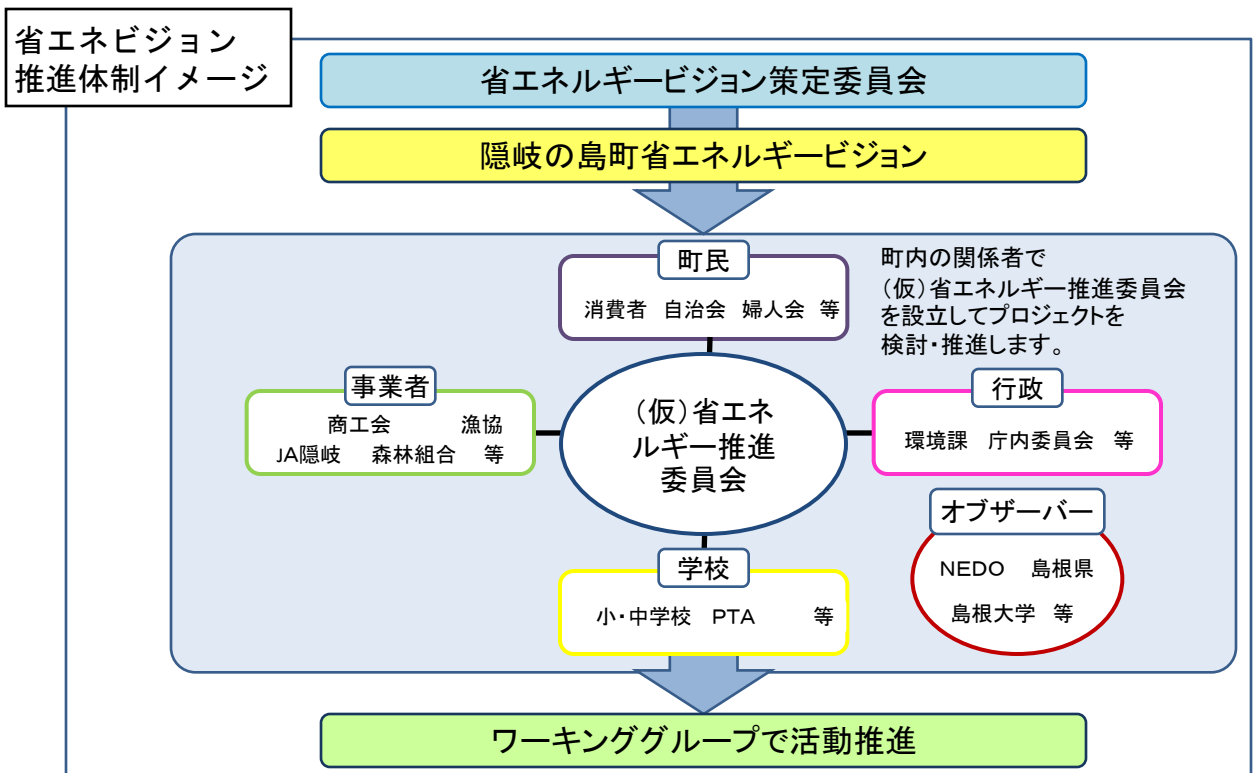 省エネビジョン
推進体制イメージ
省エネルギービジョン策定委員会
隠岐の島町省エネルギービジョン
町民
消費者 自治会 婦人会 等
町内の関係者で
（仮）省エネルギー推進委員会
を設立してプロジェクトを
検討・推進します。
事業者
商工会 漁協
JA隠岐 森林組合 等
（仮）省エネ
ルギー推進
委員会
行政
環境課 庁内委員会 等
オブザーバー
NEDO 島根県
島根大学 等
学校
小・中学校 PTA 等
ワーキンググループで活動推進